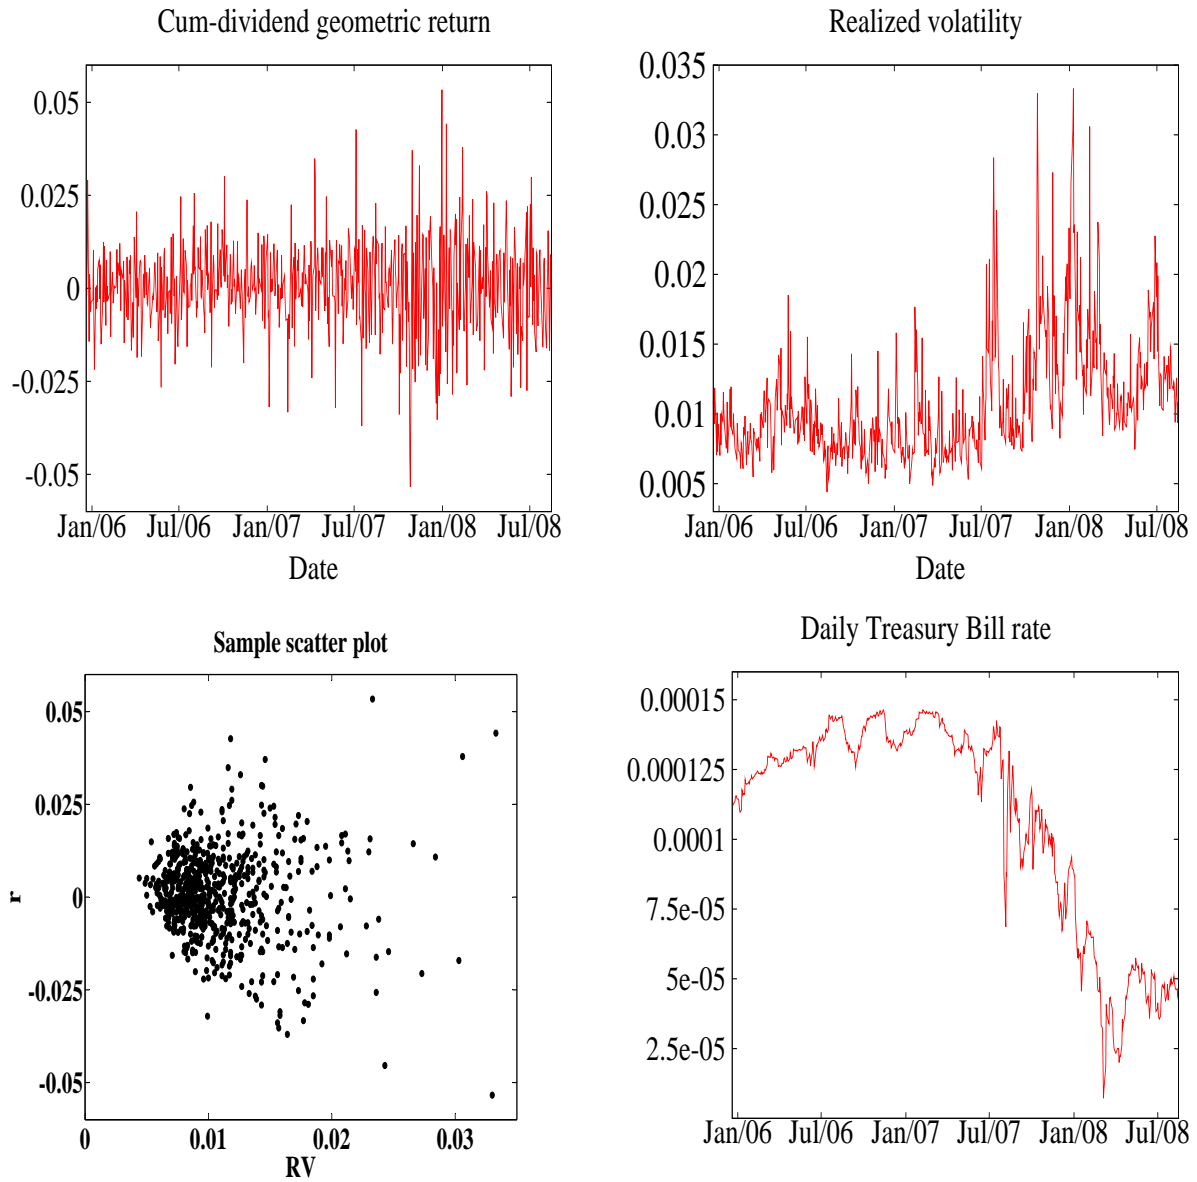 Cum-dividend geometric return
0.05
0.025
0
-0.025
-0.05
Jan/06 Jul/06 Jan/07 Jul/07 Jan/08 Jul/08
Date
Realized volatility
0.035
0.03
0.025
0.02
0.015
0.01
0.005
Jan/06 Jul/06 Jan/07 Jul/07 Jan/08 Jul/08
Date
Sample scatter plot
r
0.05
0.025
0
-0.025
-0.05
0 0.01 0.02 0.03
RV
Daily Treasury Bill rate
0.00015
0.000125
0.0001
7.5e-05
5e-05
2.5e-05
Jan/06 Jul/06 Jan/07 Jul/07 Jan/08 Jul/08